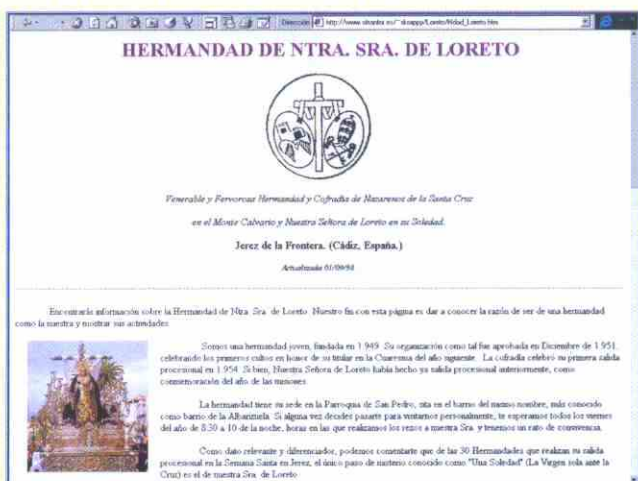 Dirección
HERMANDAD DE NTRA. SRA. DE LORETO
Venerable y Fervorosa Hermandad y Cofradía de Nazarenos de la Santa Cruz
en el Monte Calvario y Nuestra Señora de Loreto en su Soledad.
Jerez de la Frontera. (Cádiz, España.)
Actualizada 01/09/98
Encontrarás información sobre la Hermandad de Ntra. Sra. de Loreto. Nuestro fin con esta página es dar a conocer la razón de ser de una hermandad
como la nuestra y mostrar sus actividades
Somos una hermandad joven, fundada en 1.949. Su organización como tal fue aprobada en Diciembre de 1.951,
celebrando los primeros cultos en honor de su titular en la Cuaresma del año siguiente. La cofradía celebró su primera salida
procesional en 1.954. Si bien, Nuestra Señora de Loreto había hecho ya salida procesional anteriormente, como
conmemoración del año de las misiones.
La hermandad tiene su sede en la Parroquia de San Pedro, sita en el barrio del mismo nombre, más conocido
como barrio de la Albarizuela. Si alguna vez decides pasarte para visitarnos personalmente, te esperamos todos los viernes
del año de 8:30 a 10 de la noche, horas en las que realizamos los rezos a nuestra Sra. y tenemos un rato de convivencia.
Como dato relevante y diferenciador, podemos comentarte que de las 30 Hermandades que realizan su salida
procesional en la Semana Santa en Jerez, el único paso de misterio conocido como "Una Soledad" (La Virgen sola ante la
Cruz) es el de nuestra Sra. de Loreto